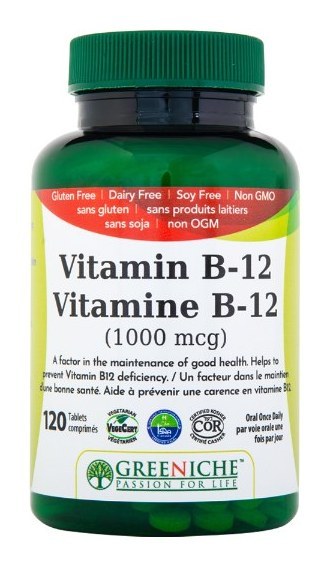 Gluten Free | Dairy Free | Soy Free | Non GMO
sans gluten | sans produits laitiers
sans soja | non OGM
Vitamin B-12
Vitamine B-12
(1000 mcg)
A factor in the maintenance of good health. Helps to
prevent Vitamin B12 deficiency. / Un facteur dans le maintien
d'une bonne santé. Aide à prévenir une carence en vitamine B12
120 Tablets
comprimés
VEGETARIAN
VegeCert
VÉGÉTARIEN
CERTIFIED KOSHER
COR
CERTIFIÉ CASHER
Oral Once Daily
par voie orale une
fois par jour
GREENICHE™
PASSION FOR LIFE